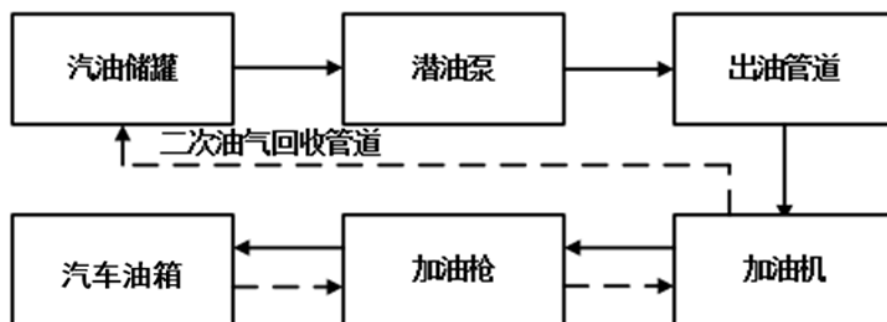 汽油储罐
潜油泵
出油管道
二次油气回收管道
汽车油箱
加油枪
加油机